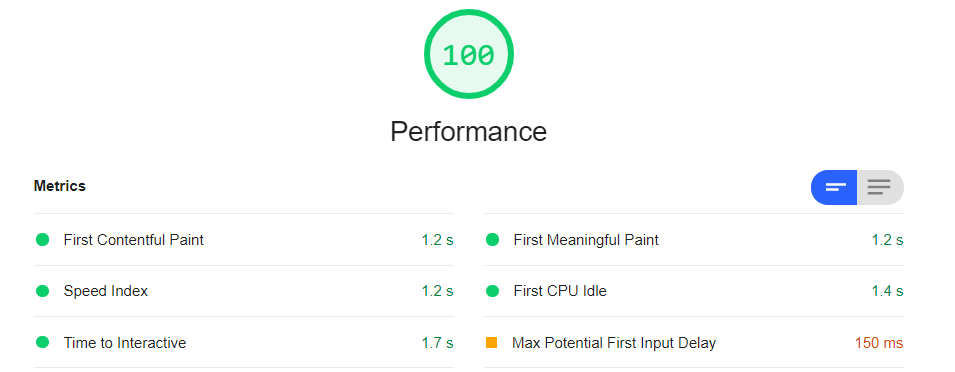 100
Performance
Metrics
First Contentful Paint 1.2 s
First Meaningful Paint 1.2 s
Speed Index 1.2 s
First CPU Idle 1.4 s
Time to Interactive 1.7 s
Max Potential First Input Delay 150 ms